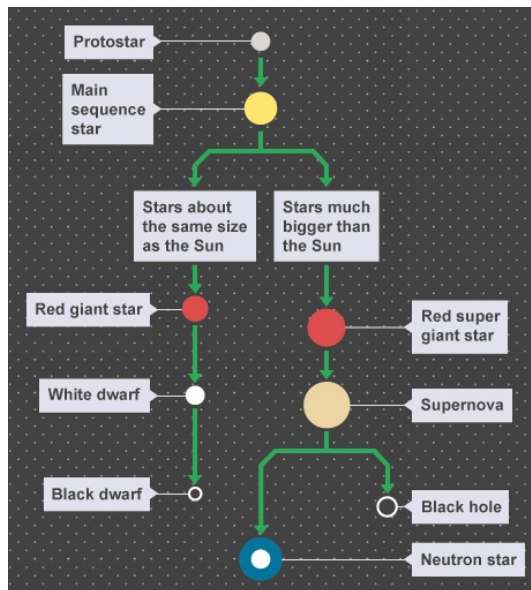 Protostar
Main
sequence
star
Stars about
the same size
as the Sun
Stars much
bigger than
the Sun
Red giant star
Red super
giant star
White dwarf
Supernova
Black dwarf
Black hole
Neutron star